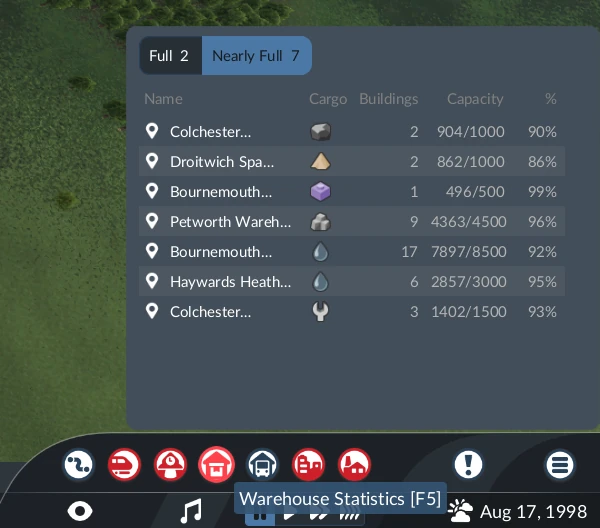 Full 2 Nearly Full 7
Name Cargo Buildings Capacity %
Colchester... 2 904/1000 90%
Droitwich Spa... 2 862/1000 86%
Bournemouth... 1 496/500 99%
Petworth Wareh... 9 4363/4500 96%
Bournemouth... 17 7897/8500 92%
Haywards Heath... 6 2857/3000 95%
Colchester... 3 1402/1500 93%
Warehouse Statistics [F5]
Aug 17, 1998